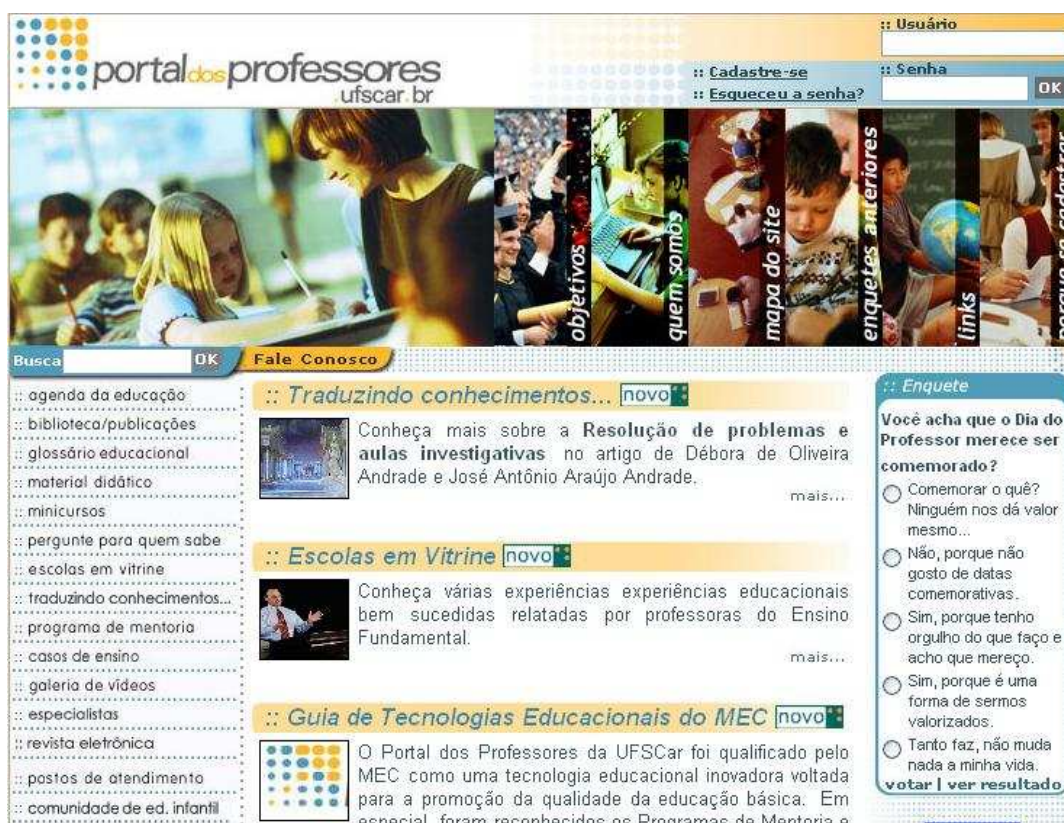 :: Usuário
portaldosprofessores
.ufscar.br
:: Cadastre-se
:: Senha
:: Esqueceu a senha?
OK
objetivos
quem somos
mapa do site
enquetes anteriores
links
Busca
OK
Fale Conosco
:: agenda da educação
:: biblioteca/publicações
:: glossário educacional
:: material didático
:: minicursos
:: pergunte para quem sabe
:: escolas em vitrine
:: traduzindo conhecimentos...
:: programa de mentoria
:: casos de ensino
:: galeria de vídeos
:: especialistas
:: revista eletrônica
:: postos de atendimento
:: comunidade de ed. infantil
:: Traduzindo conhecimentos... novo
Conheça mais sobre a Resolução de problemas e
aulas investigativas no artigo de Débora de Oliveira
Andrade e José Antônio Araújo Andrade.
mais...
:: Escolas em Vitrine novo
Conheça várias experiências experiências educacionais
bem sucedidas relatadas por professoras do Ensino
Fundamental.
mais...
:: Guia de Tecnologias Educacionais do MEC novo
O Portal dos Professores da UFSCar foi qualificado pelo
MEC como uma tecnologia educacional inovadora voltada
para a promoção da qualidade da educação básica. Em
especial, foram reconhecidos os Programas de Mentoria e
:: Enquete
Você acha que o Dia do
Professor merece ser
comemorado?
Comemorar o quê?
Ninguém nos dá valor
mesmo...
Não, porque não
gosto de datas
comemorativas.
Sim, porque tenho
orgulho do que faço e
acho que mereço.
Sim, porque é uma
forma de sermos
valorizados.
Tanto faz, não muda
nada a minha vida.
votar | ver resultado